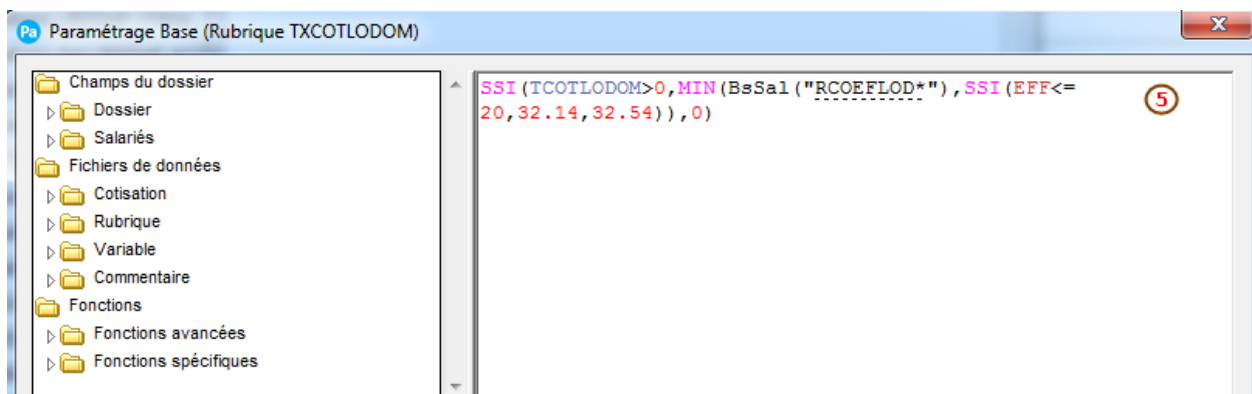 Pa Paramétrage Base (Rubrique TXCOTLODOM)
X
Champs du dossier
Dossier
Salariés
Fichiers de données
Cotisation
Rubrique
Variable
Commentaire
Fonctions
Fonctions avancées
Fonctions spécifiques
SSI(TCOTLODOM>0,MIN(BsSal("RCOEFLOD*"),SSI(EFF<=
20,32.14,32.54)),0)
5